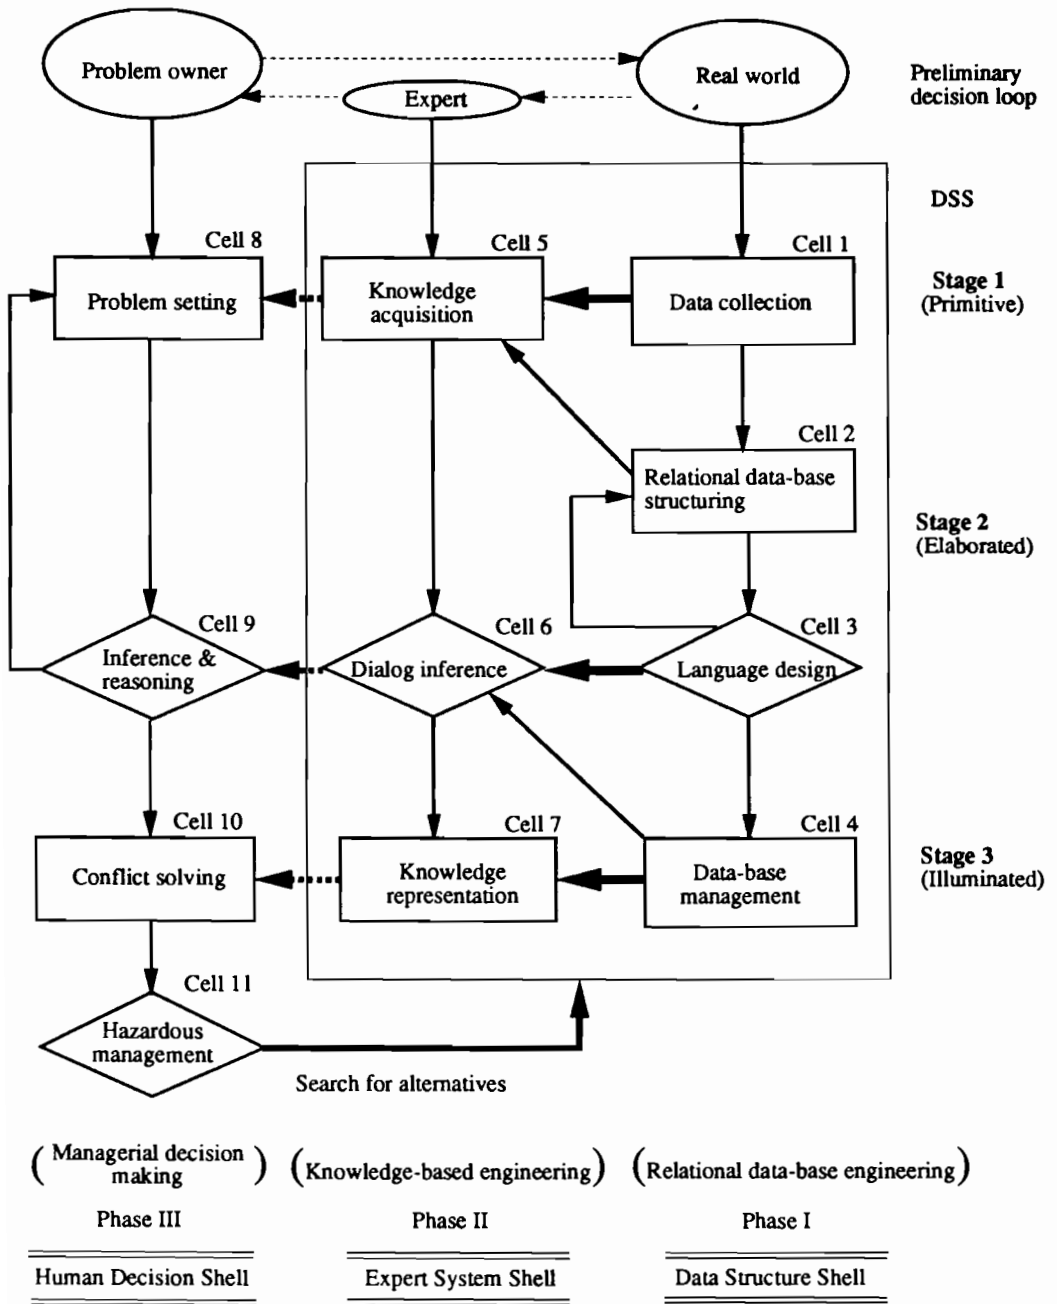 Problem owner
Expert
Real world
Preliminary
decision loop
DSS
Cell 8
Cell 5
Cell 1
Problem setting
Knowledge
acquisition
Data collection
Stage 1
(Primitive)
Cell 2
Relational data-base
structuring
Stage 2
(Elaborated)
Cell 9
Cell 6
Cell 3
Inference &
reasoning
Dialog inference
Language design
Cell 10
Cell 7
Cell 4
Conflict solving
Knowledge
representation
Data-base
management
Stage 3
(Illuminated)
Cell 11
Hazardous
management
Search for alternatives
(Managerial decision
making)
(Knowledge-based engineering)
(Relational data-base engineering)
Phase III
Phase II
Phase I
Human Decision Shell
Expert System Shell
Data Structure Shell